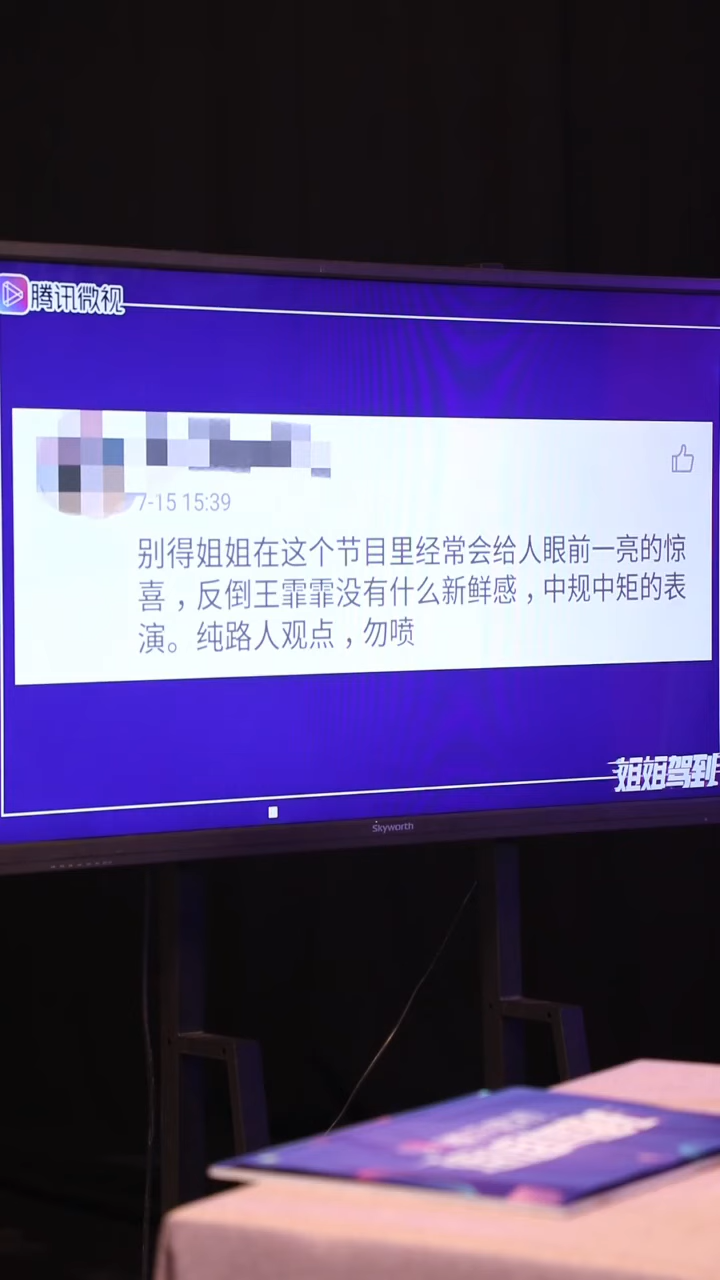 腾讯微视
7-15 15:39
别得姐姐在这个节目里经常会给人眼前一亮的惊
喜，反倒王霏霏没有什么新鲜感，中规中矩的表
演。纯路人观点，勿喷
姐姐驾到
Skyworth